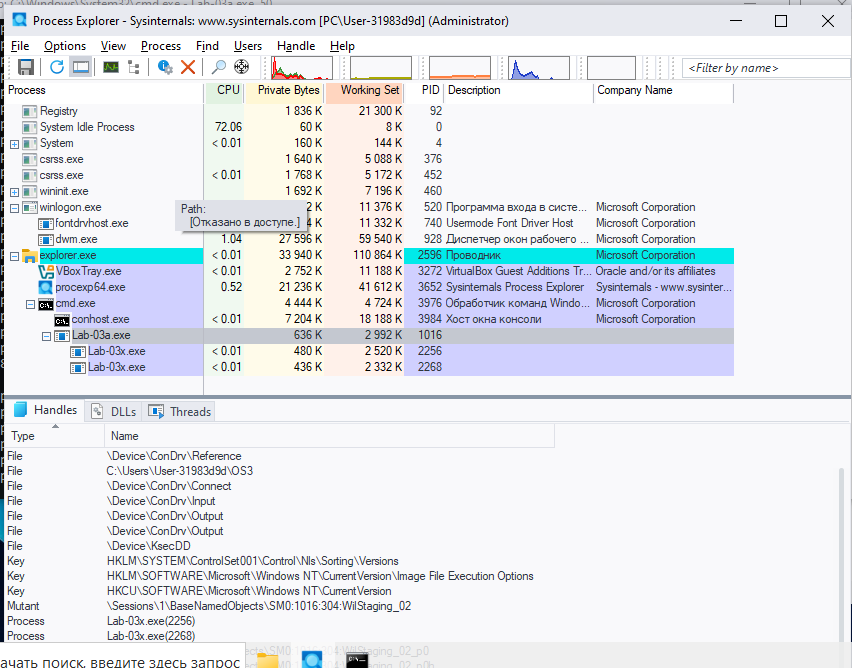 Process Explorer - Sysinternals: www.sysinternals.com [PC\User-31983d9d] (Administrator)
File Options View Process Find Users Handle Help
<Filter by name>
Process CPU Private Bytes Working Set PID Description Company Name
Registry 1 836 K 21 300 K 92
System Idle Process 72.06 60 K 8 K 0
System < 0.01 160 K 144 K 4
csrss.exe 1 640 K 5 088 K 376
csrss.exe < 0.01 1 768 K 5 172 K 452
wininit.exe 1 692 K 7 196 K 460
winlogon.exe 11 376 K 520 Программа входа в систе... Microsoft Corporation
Path:
[Отказано в доступе.]
fontdrvhost.exe 11 332 K 740 Usermode Font Driver Host Microsoft Corporation
dwm.exe 1.04 27 596 K 59 540 K 928 Диспетчер окон рабочего ... Microsoft Corporation
explorer.exe < 0.01 33 940 K 110 864 K 2596 Проводник Microsoft Corporation
VBoxTray.exe < 0.01 2 752 K 11 188 K 3272 VirtualBox Guest Additions Tr... Oracle and/or its affiliates
procexp64.exe 0.52 21 236 K 41 612 K 3652 Sysinternals Process Explorer Sysinternals - www.sysinter...
cmd.exe 4 444 K 4 724 K 3976 Обработчик команд Windo... Microsoft Corporation
conhost.exe < 0.01 7 204 K 18 188 K 3984 Хост окна консоли Microsoft Corporation
Lab-03a.exe 636 K 2 992 K 1016
Lab-03x.exe < 0.01 480 K 2 520 K 2256
Lab-03x.exe < 0.01 436 K 2 332 K 2268
Handles DLLs Threads
Type Name
File \Device\ConDrv\Reference
File C:\Users\User-31983d9d\OS3
File \Device\ConDrv\Connect
File \Device\ConDrv\Input
File \Device\ConDrv\Output
File \Device\ConDrv\Output
File \Device\KsecDD
Key HKLM\SYSTEM\ControlSet001\Control\Nls\Sorting\Versions
Key HKLM\SOFTWARE\Microsoft\Windows NT\CurrentVersion\Image File Execution Options
Key HKCU\SOFTWARE\Microsoft\Windows NT\CurrentVersion
Mutant \Sessions\1\BaseNamedObjects\SM0:1016:304:WilStaging_02
Process Lab-03x.exe(2256)
Process Lab-03x.exe(2268)
ачать поиск, введите здесь запрос